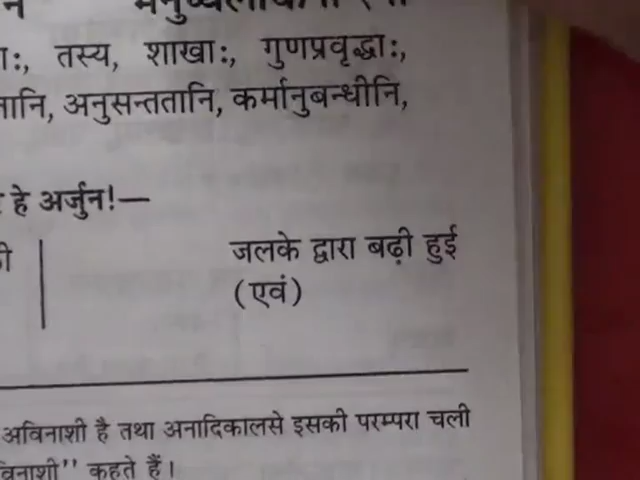 तस्य, शाखाः, गुणप्रवृद्धाः,
अनुसन्ततानि, कर्मानुबन्धीनि,
हे अर्जुन!—
जलके द्वारा बढ़ी हुई
(एवं)
अविनाशी है तथा अनादिकालसे इसकी परम्परा चली
कहते हैं।